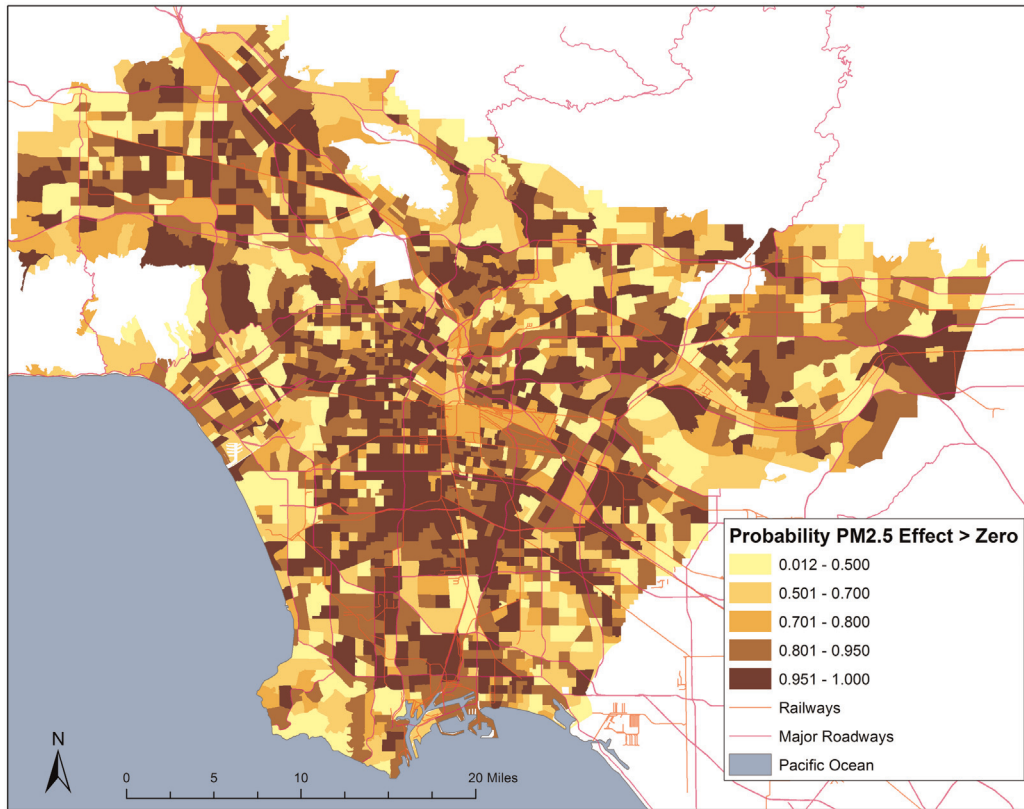 Probability PM2.5 Effect > Zero
0.012 - 0.500
0.501 - 0.700
0.701 - 0.800
0.801 - 0.950
0.951 - 1.000
Railways
Major Roadways
Pacific Ocean
N
0 5 10 20 Miles